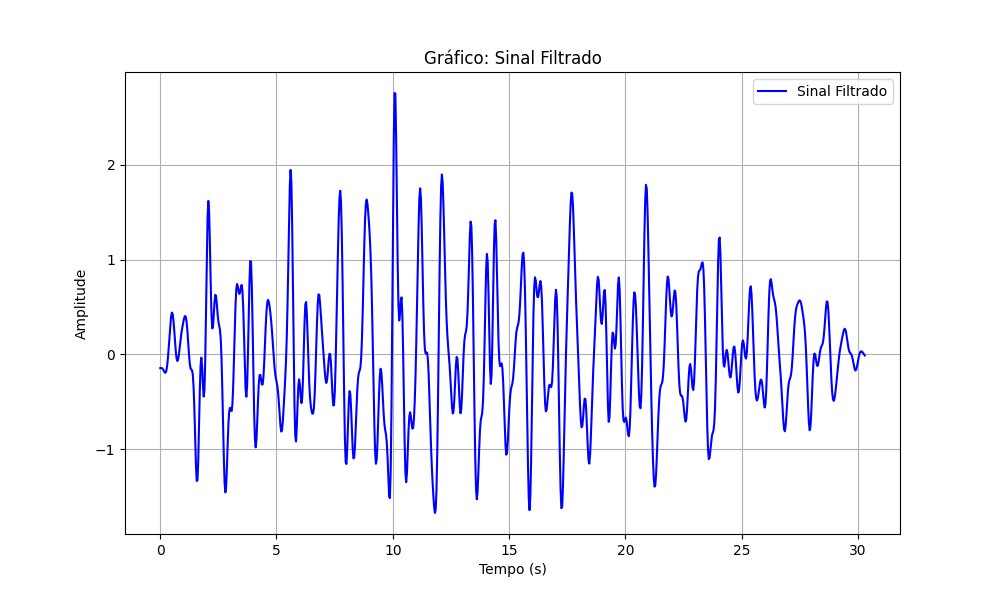 Gráfico: Sinal Filtrado
Sinal Filtrado
Amplitude
2
1
0
−1
0 5 10 15 20 25 30
Tempo (s)